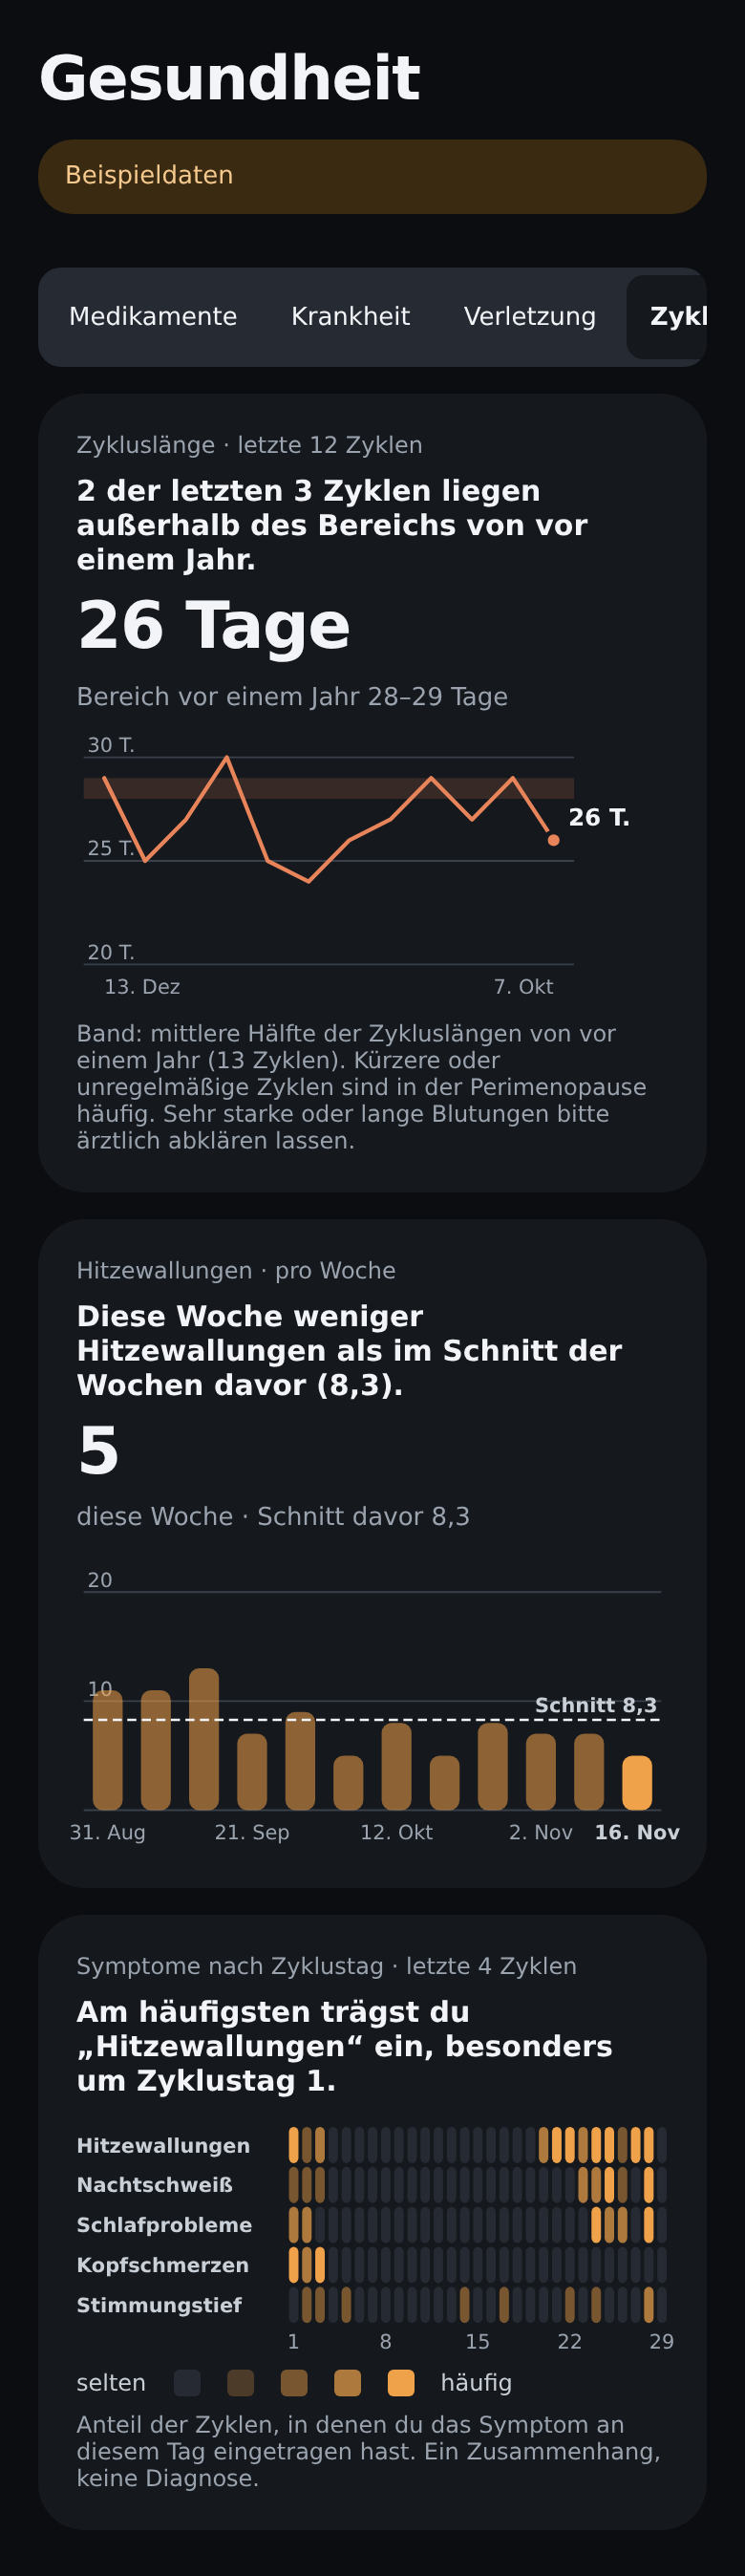 Gesundheit
Beispieldaten
Medikamente Krankheit Verletzung Zykl
Zykluslänge · letzte 12 Zyklen
2 der letzten 3 Zyklen liegen
außerhalb des Bereichs von vor
einem Jahr.
26 Tage
Bereich vor einem Jahr 28–29 Tage
30 T.
26 T.
25 T.
20 T.
13. Dez 7. Okt
Band: mittlere Hälfte der Zykluslängen von vor
einem Jahr (13 Zyklen). Kürzere oder
unregelmäßige Zyklen sind in der Perimenopause
häufig. Sehr starke oder lange Blutungen bitte
ärztlich abklären lassen.
Hitzewallungen · pro Woche
Diese Woche weniger
Hitzewallungen als im Schnitt der
Wochen davor (8,3).
5
diese Woche · Schnitt davor 8,3
20
10
Schnitt 8,3
31. Aug 21. Sep 12. Okt 2. Nov 16. Nov
Symptome nach Zyklustag · letzte 4 Zyklen
Am häufigsten trägst du
„Hitzewallungen“ ein, besonders
um Zyklustag 1.
Hitzewallungen
Nachtschweiß
Schlafprobleme
Kopfschmerzen
Stimmungstief
1 8 15 22 29
selten häufig
Anteil der Zyklen, in denen du das Symptom an
diesem Tag eingetragen hast. Ein Zusammenhang,
keine Diagnose.